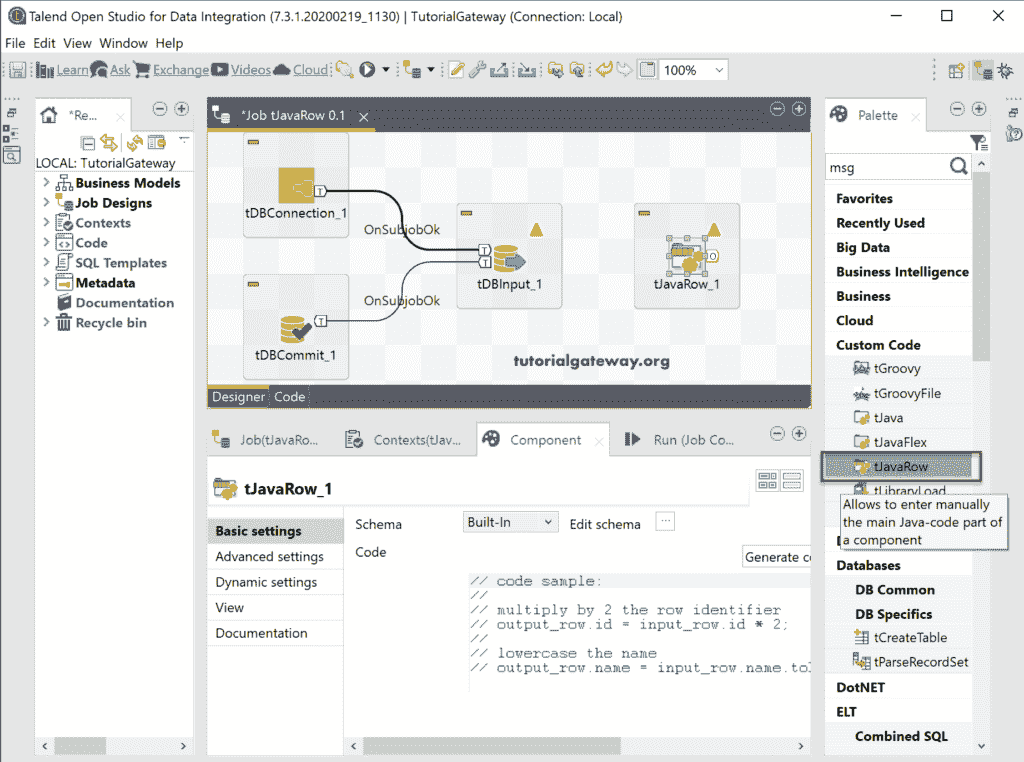 Talend Open Studio for Data Integration (7.3.1.20200219_1130) | TutorialGateway (Connection: Local)
File Edit View Window Help
Learn Ask Exchange Videos Cloud 100%
*Re...
LOCAL: TutorialGateway
Business Models
Job Designs
Contexts
Code
SQL Templates
Metadata
Documentation
Recycle bin
*Job tJavaRow 0.1
T
tDBConnection_1
OnSubjobOk
T
T
tDBInput_1
O
tJavaRow_1
OnSubjobOk
T
tDBCommit_1
tutorialgateway.org
Designer Code
Job(tJavaRo...
Contexts(tJav...
Component
Run (Job Co...
tJavaRow_1
Basic settings
Advanced settings
Dynamic settings
View
Documentation
Schema Built-In Edit schema ...
Code
Generate co
// code sample:
//
// multiply by 2 the row identifier
// output_row.id = input_row.id * 2;
//
// lowercase the name
// output_row.name = input_row.name.tol
Palette
msg
Favorites
Recently Used
Big Data
Business Intelligence
Business
Cloud
Custom Code
tGroovy
tGroovyFile
tJava
tJavaFlex
tJavaRow
tLibraryLoad
Allows to enter manually
the main Java-code part of
a component
Databases
DB Common
DB Specifics
tCreateTable
tParseRecordSet
DotNET
ELT
Combined SQL